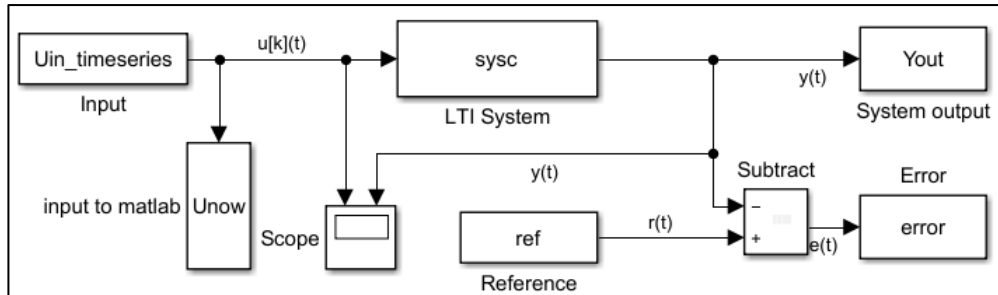 Uin_timeseries
Input
u[k](t)
sysc
LTI System
y(t)
Yout
System output
input to matlab
Unow
Scope
y(t)
ref
Reference
r(t)
Subtract
−
+
e(t)
Error
error